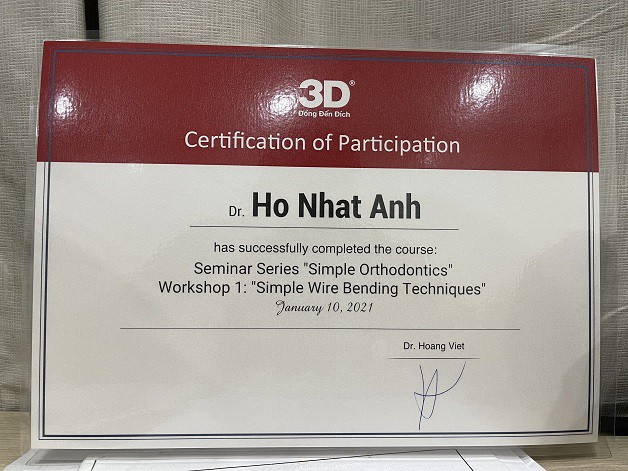 3D®
Đồng Đến Đích
Certification of Participation
Dr. Ho Nhat Anh
has successfully completed the course:
Seminar Series "Simple Orthodontics"
Workshop 1: "Simple Wire Bending Techniques"
January 10, 2021
Dr. Hoang Viet